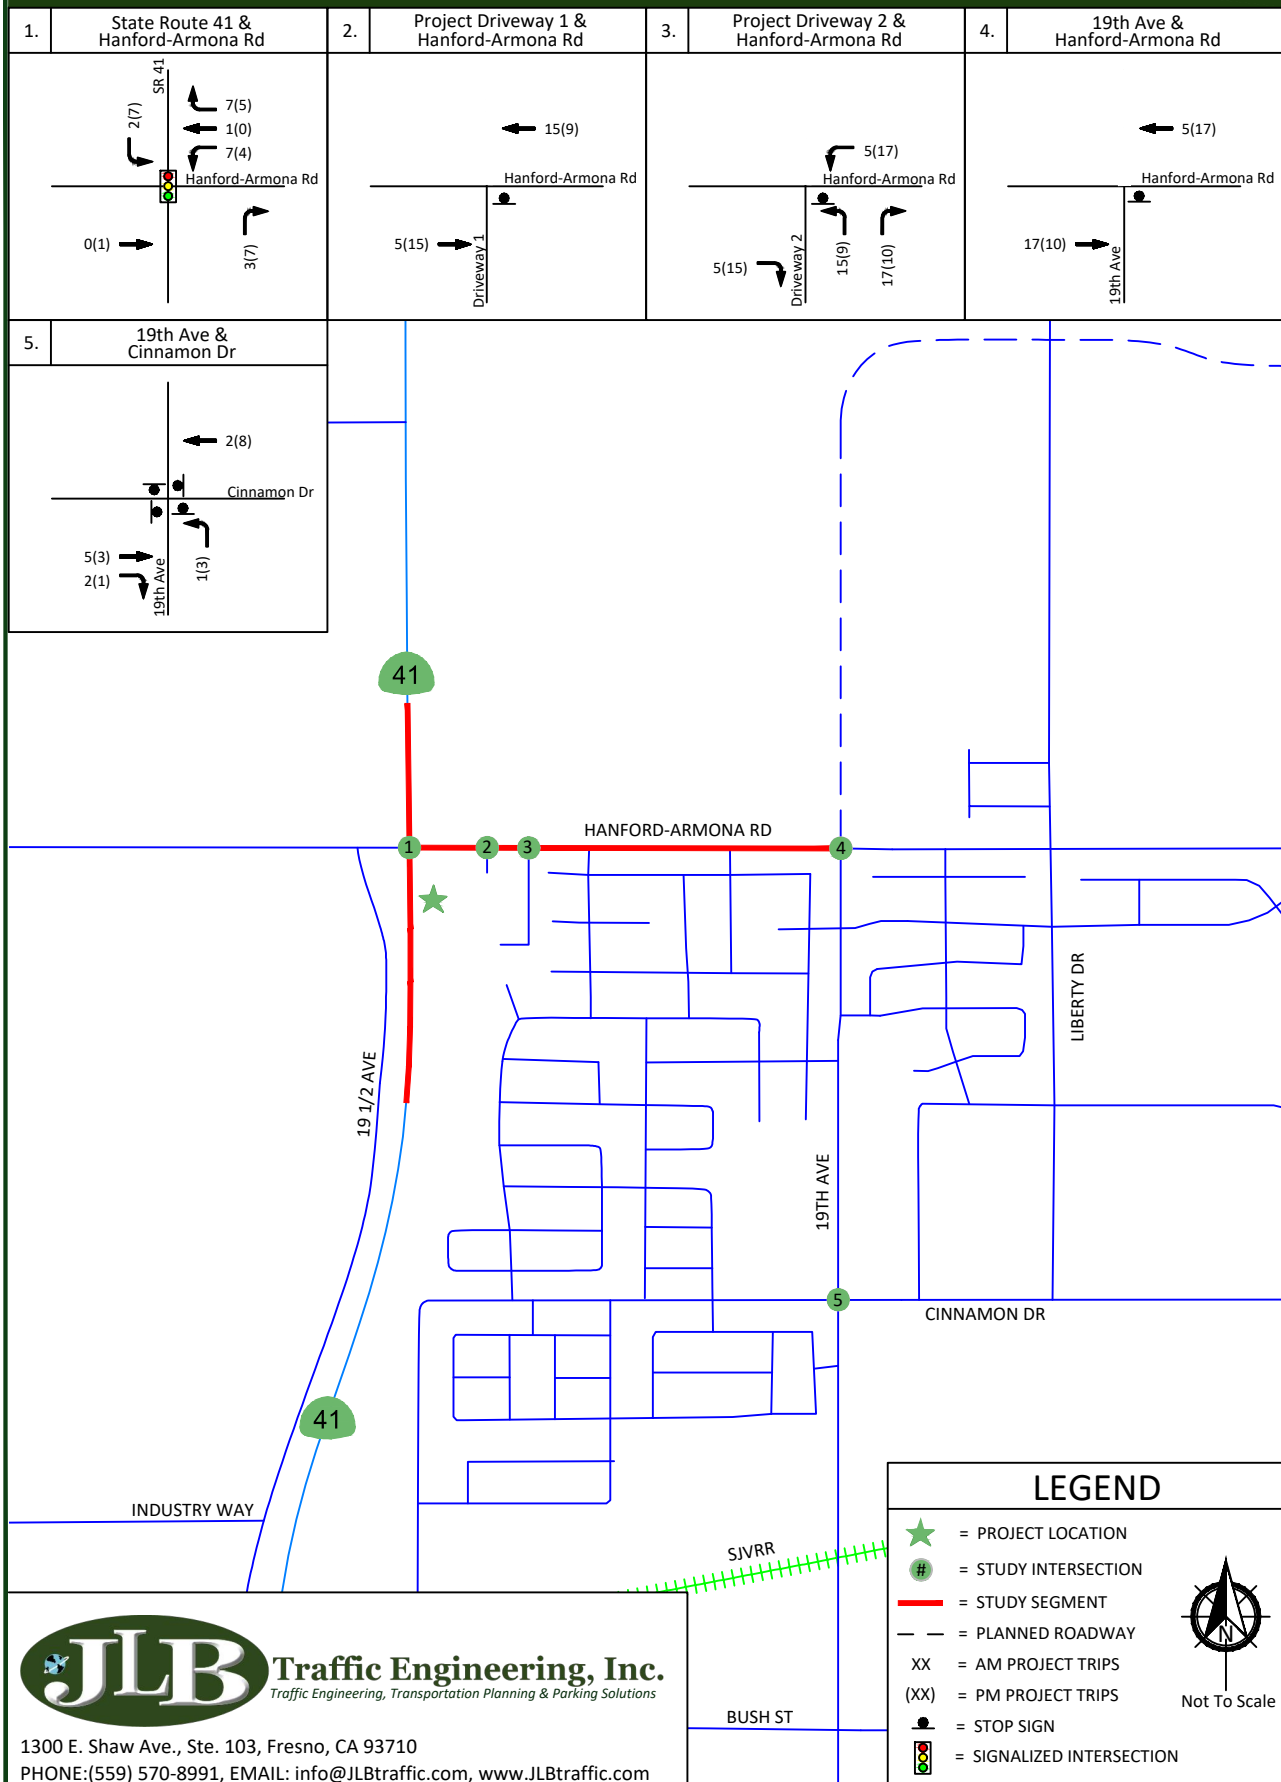 1.
State Route 41 &
Hanford-Armona Rd
SR 41
2(7)
7(5)
1(0)
7(4)
Hanford-Armona Rd
0(1)
3(7)
2.
Project Driveway 1 &
Hanford-Armona Rd
15(9)
Hanford-Armona Rd
5(15)
Driveway 1
3.
Project Driveway 2 &
Hanford-Armona Rd
5(17)
Hanford-Armona Rd
5(15)
Driveway 2
15(9)
17(10)
4.
19th Ave &
Hanford-Armona Rd
5(17)
Hanford-Armona Rd
17(10)
19th Ave
5.
19th Ave &
Cinnamon Dr
2(8)
Cinnamon Dr
5(3)
2(1)
19th Ave
1(3)
41
HANFORD-ARMONA RD
1
2
3
4
LIBERTY DR
19 1/2 AVE
19TH AVE
5
CINNAMON DR
41
INDUSTRY WAY
SJVRR
BUSH ST
LEGEND
= PROJECT LOCATION
# = STUDY INTERSECTION
= STUDY SEGMENT
= PLANNED ROADWAY
XX = AM PROJECT TRIPS
(XX) = PM PROJECT TRIPS
= STOP SIGN
= SIGNALIZED INTERSECTION
N
Not To Scale
JLB
Traffic Engineering, Inc.
Traffic Engineering, Transportation Planning & Parking Solutions
1300 E. Shaw Ave., Ste. 103, Fresno, CA 93710
PHONE:(559) 570-8991, EMAIL: info@JLBtraffic.com, www.JLBtraffic.com